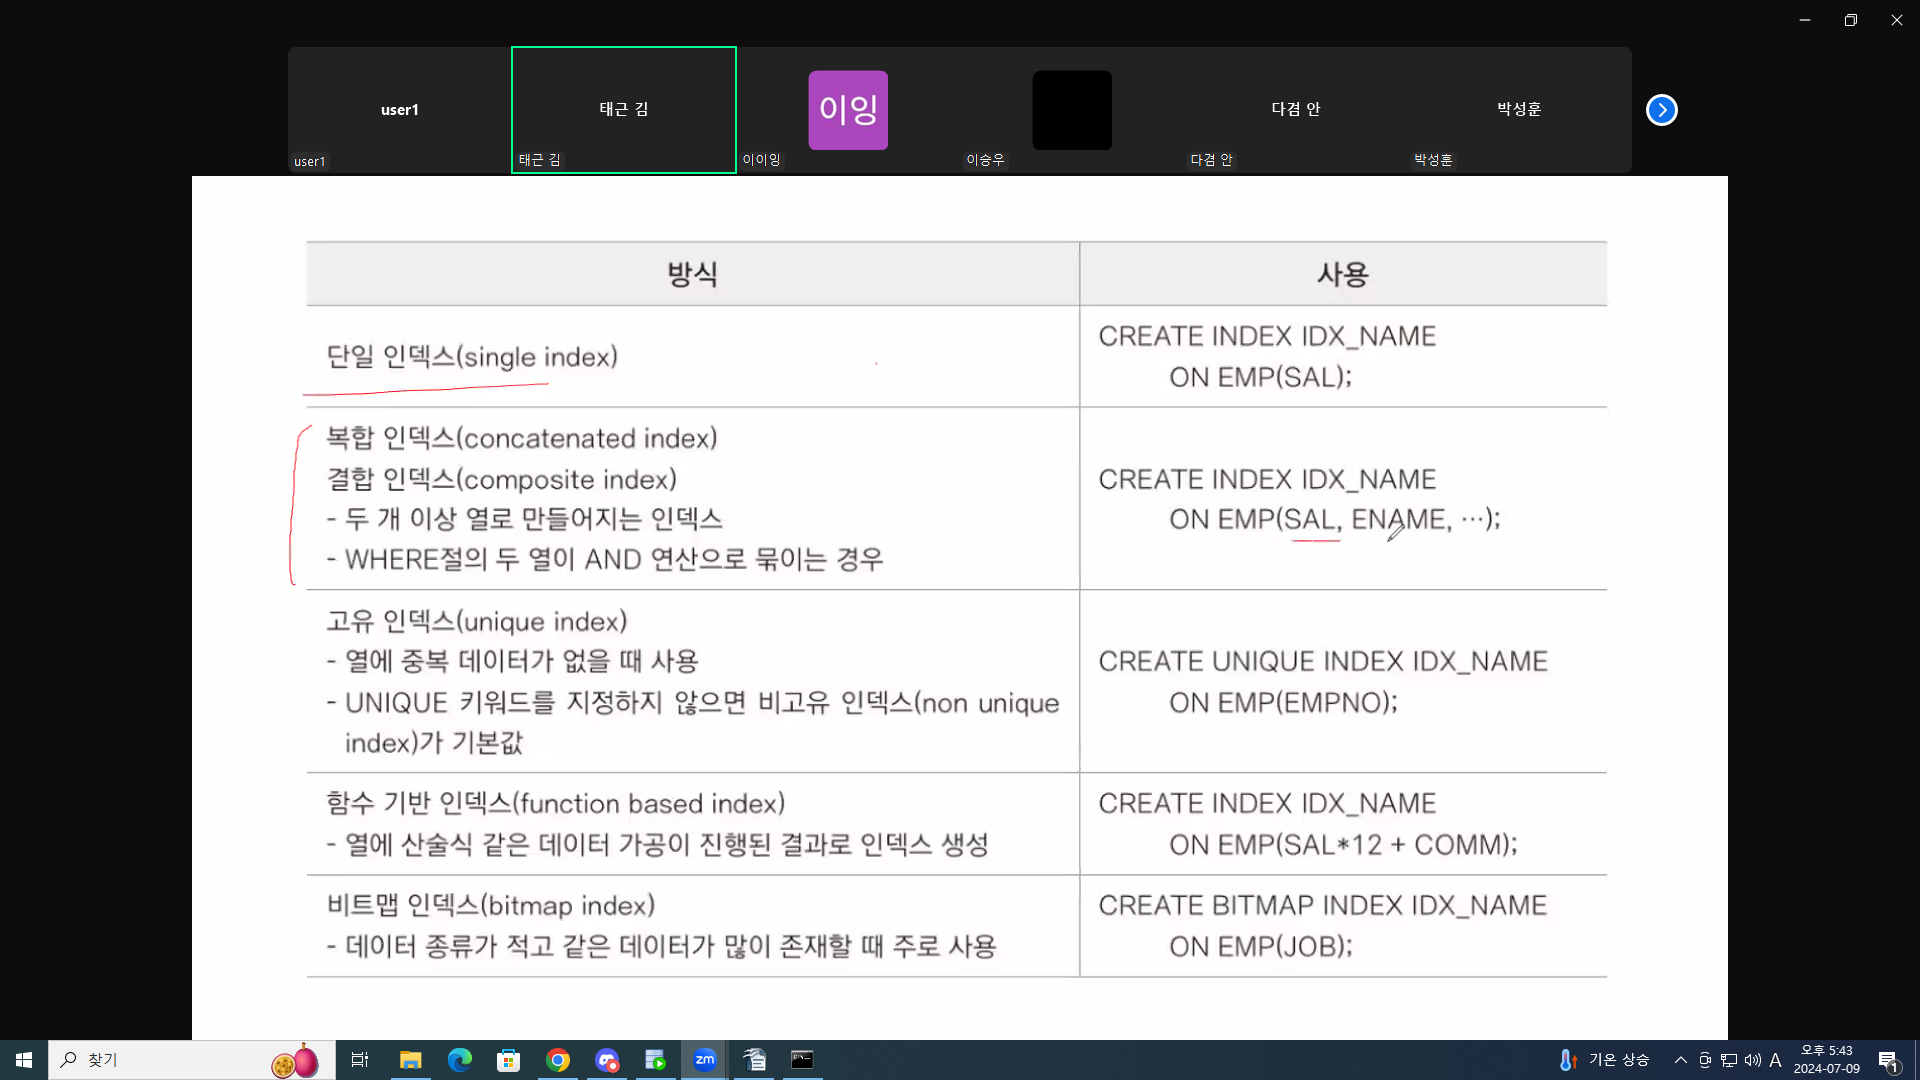 user1
태근 김
이잉
다겸 안
박성훈
user1
태근 김
이이잉
이승우
다겸 안
박성훈
방식
사용
단일 인덱스(single index)
CREATE INDEX IDX_NAME
ON EMP(SAL);
복합 인덱스(concatenated index)
결합 인덱스(composite index)
- 두 개 이상 열로 만들어지는 인덱스
- WHERE절의 두 열이 AND 연산으로 묶이는 경우
CREATE INDEX IDX_NAME
ON EMP(SAL, ENAME, …);
고유 인덱스(unique index)
- 열에 중복 데이터가 없을 때 사용
- UNIQUE 키워드를 지정하지 않으면 비고유 인덱스(non unique
index)가 기본값
CREATE UNIQUE INDEX IDX_NAME
ON EMP(EMPNO);
함수 기반 인덱스(function based index)
- 열에 산술식 같은 데이터 가공이 진행된 결과로 인덱스 생성
CREATE INDEX IDX_NAME
ON EMP(SAL*12 + COMM);
비트맵 인덱스(bitmap index)
- 데이터 종류가 적고 같은 데이터가 많이 존재할 때 주로 사용
CREATE BITMAP INDEX IDX_NAME
ON EMP(JOB);
찾기
zm
기온 상승
A
오후 5:43
2024-07-09
1